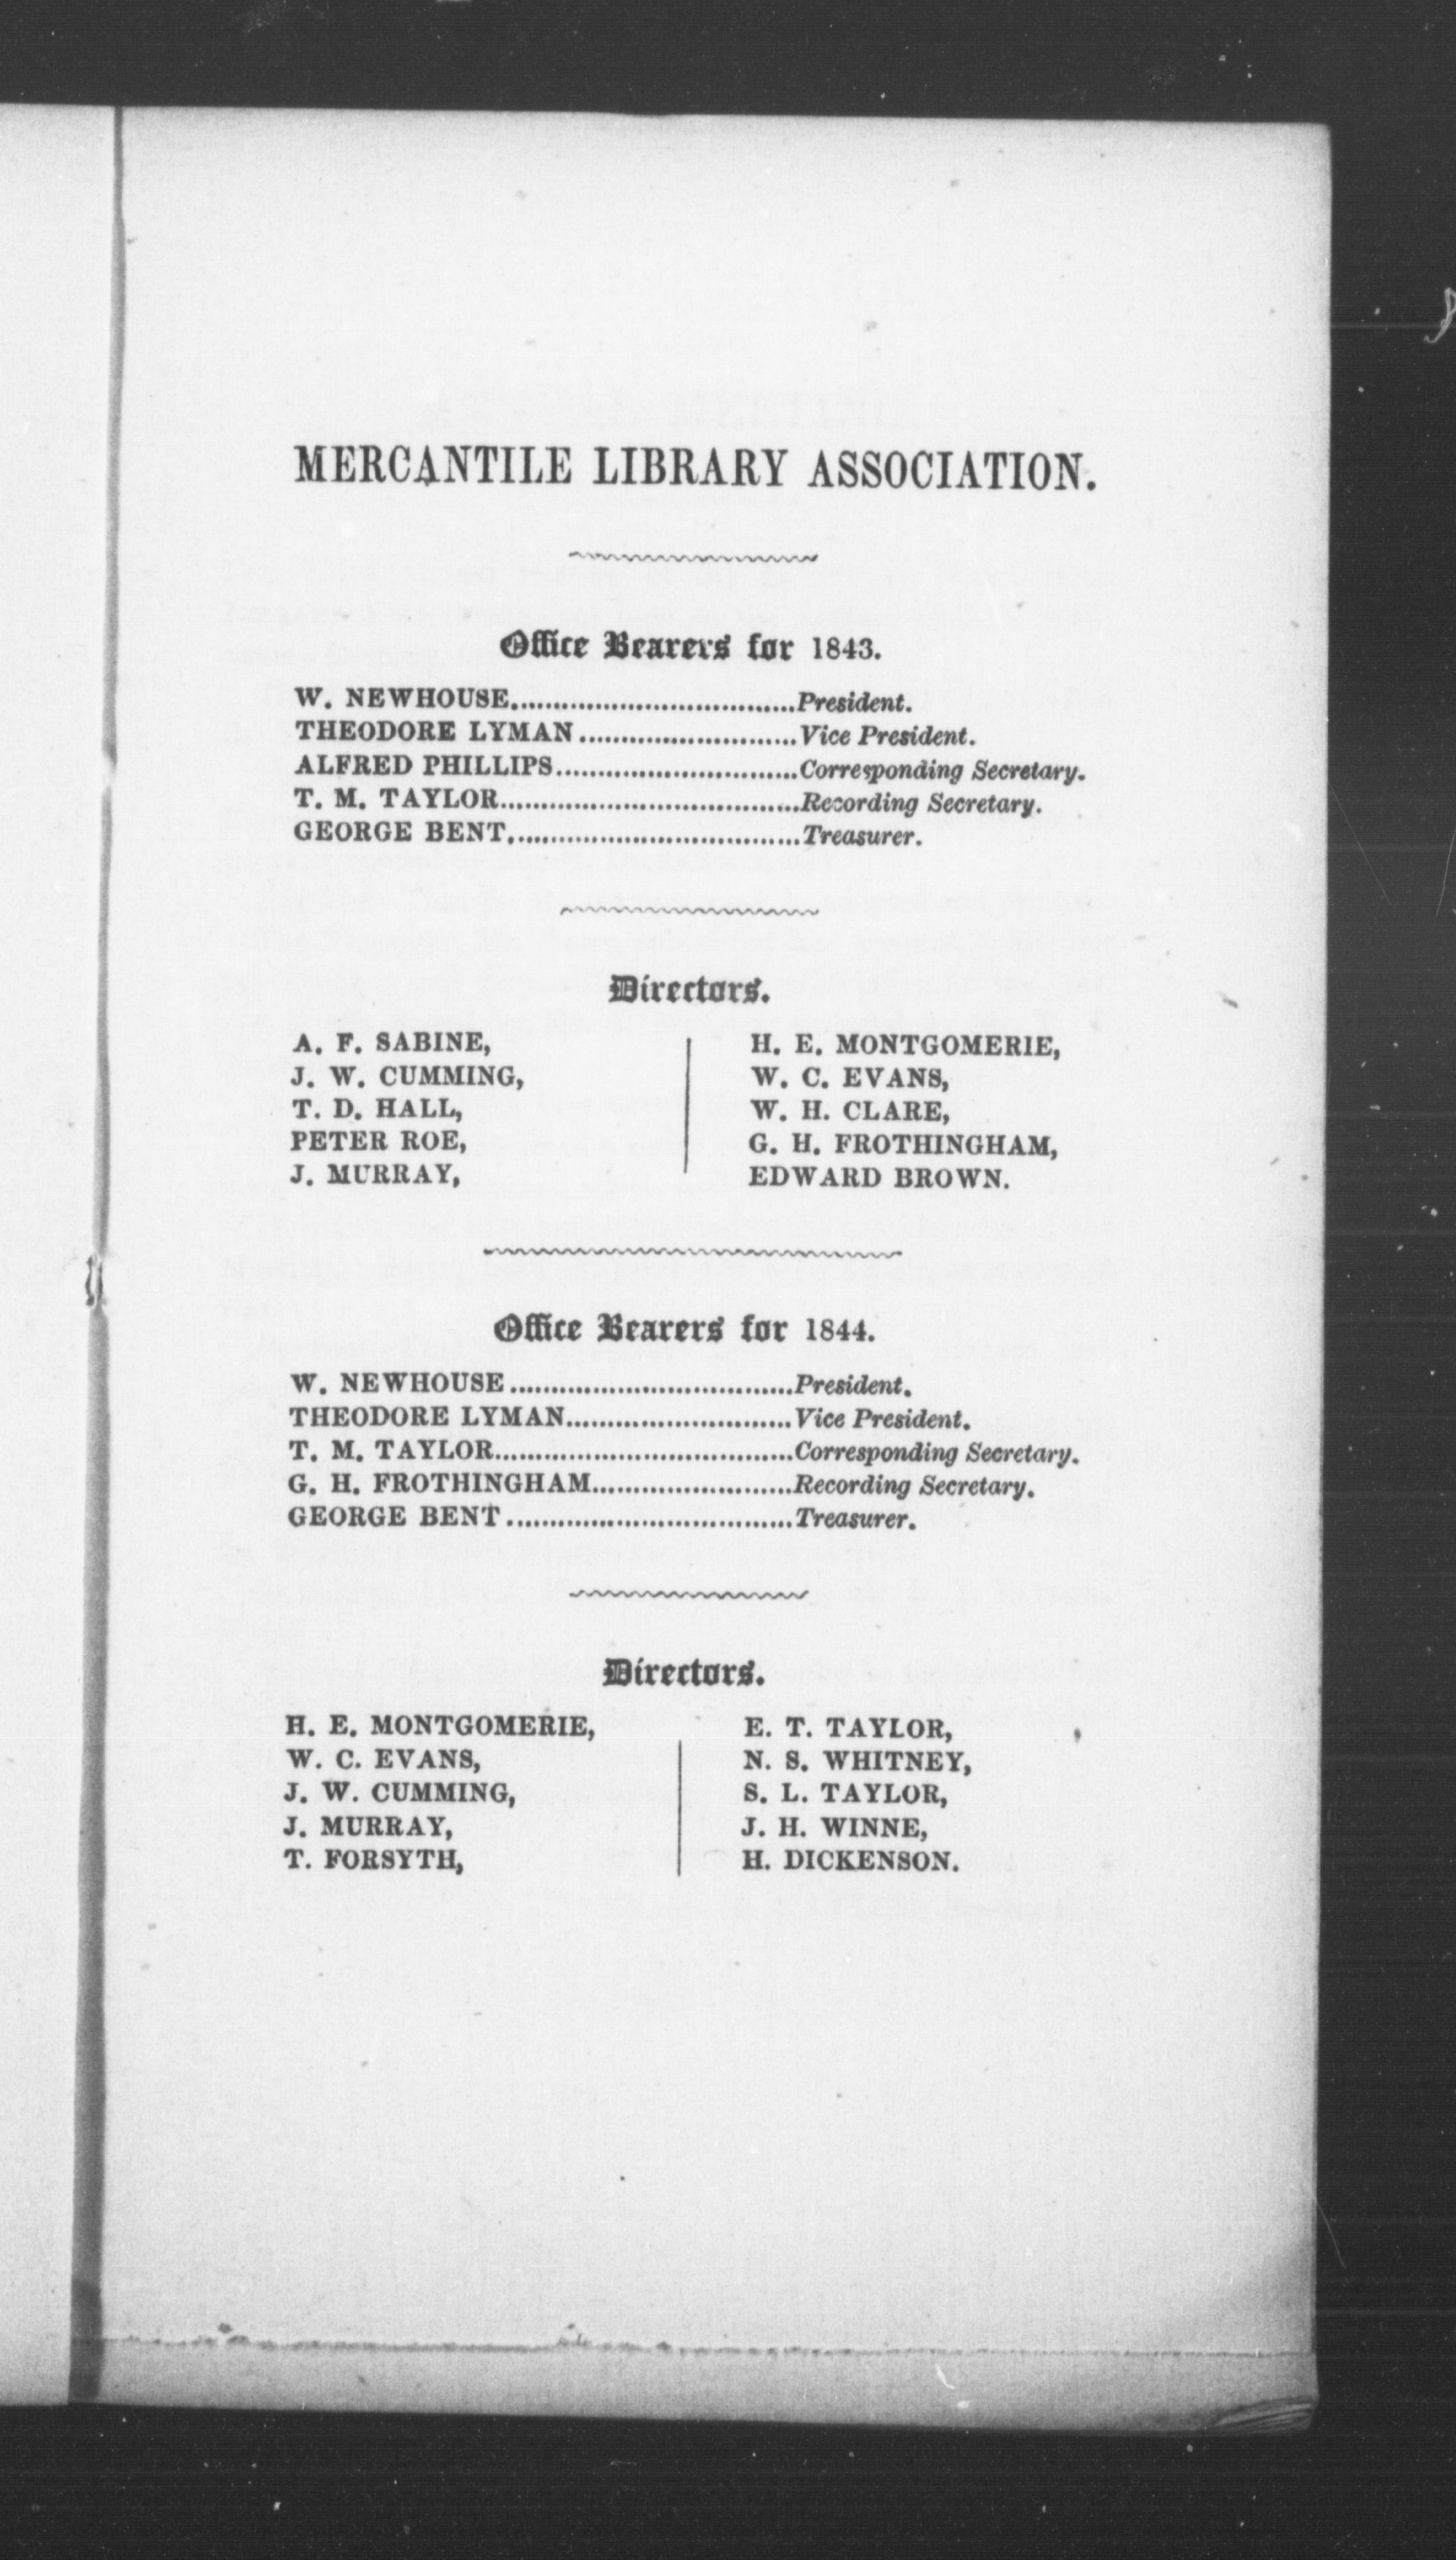 MERCANTILE LIBRARY ASSOCIATION.
Office Bearers for 1843.
W. NEWHOUSE..................................President.
THEODORE LYMAN..........................Vice President.
ALFRED PHILLIPS.............................Corresponding Secretary.
T. M. TAYLOR....................................Recording Secretary.
GEORGE BENT...................................Treasurer.
Directors.
A. F. SABINE,
J. W. CUMMING,
T. D. HALL,
PETER ROE,
J. MURRAY,
H. E. MONTGOMERIE,
W. C. EVANS,
W. H. CLARE,
G. H. FROTHINGHAM,
EDWARD BROWN.
Office Bearers for 1844.
W. NEWHOUSE..................................President.
THEODORE LYMAN...........................Vice President.
T. M. TAYLOR....................................Corresponding Secretary.
G. H. FROTHINGHAM........................Recording Secretary.
GEORGE BENT..................................Treasurer.
Directors.
H. E. MONTGOMERIE,
W. C. EVANS,
J. W. CUMMING,
J. MURRAY,
T. FORSYTH,
E. T. TAYLOR,
N. S. WHITNEY,
S. L. TAYLOR,
J. H. WINNE,
H. DICKENSON.